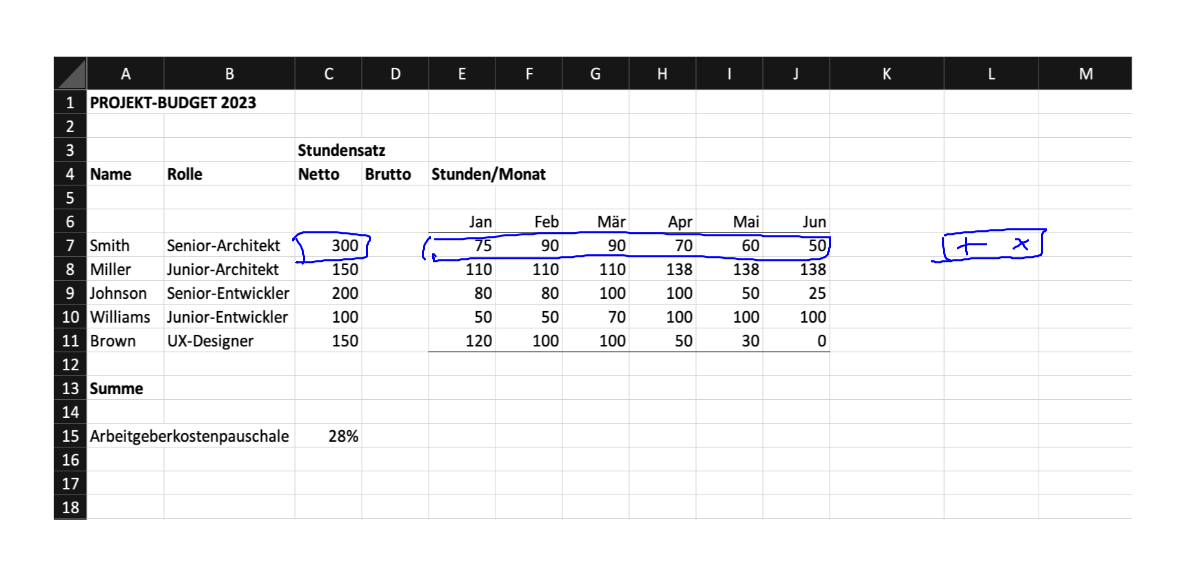 A B C D E F G H I J K L M
1 PROJEKT-BUDGET 2023
2
3 Stundensatz
4 Name Rolle Netto Brutto Stunden/Monat
5
6 Jan Feb Mär Apr Mai Jun
7 Smith Senior-Architekt 300 75 90 90 70 60 50 + x
8 Miller Junior-Architekt 150 110 110 110 138 138 138
9 Johnson Senior-Entwickler 200 80 80 100 100 50 25
10 Williams Junior-Entwickler 100 50 50 70 100 100 100
11 Brown UX-Designer 150 120 100 100 50 30 0
12
13 Summe
14
15 Arbeitgeberkostenpauschale 28%
16
17
18